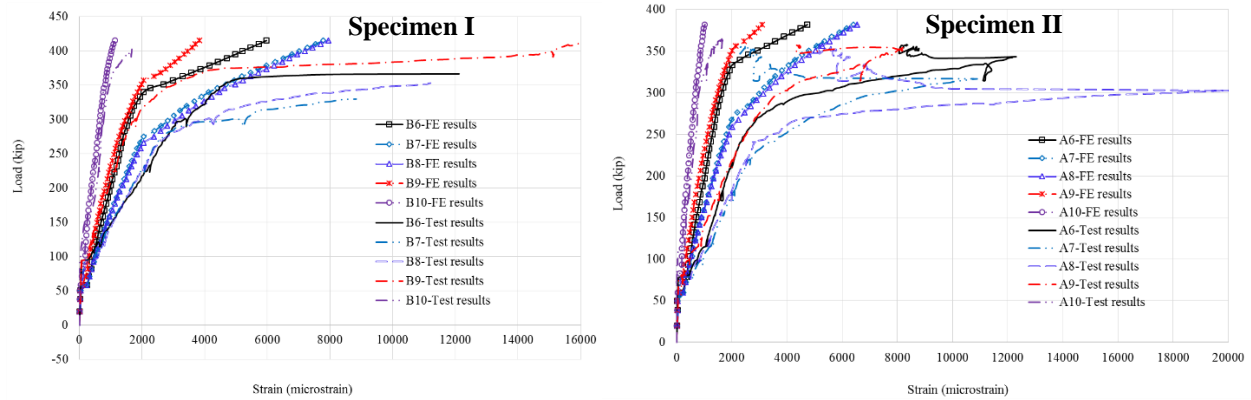 Specimen I
450
400
350
300
250
200
150
100
50
0
-50
Load (kip)
0
2000
4000
6000
8000
10000
12000
14000
16000
Strain (microstrain)
B6-FE results
B7-FE results
B8-FE results
B9-FE results
B10-FE results
B6-Test results
B7-Test results
B8-Test results
B9-Test results
B10-Test results
Specimen II
400
350
300
250
200
150
100
50
0
Load (kip)
0
2000
4000
6000
8000
10000
12000
14000
16000
18000
20000
Strain (microstrain)
A6-FE results
A7-FE results
A8-FE results
A9-FE results
A10-FE results
A6-Test results
A7-Test results
A8-Test results
A9-Test results
A10-Test results